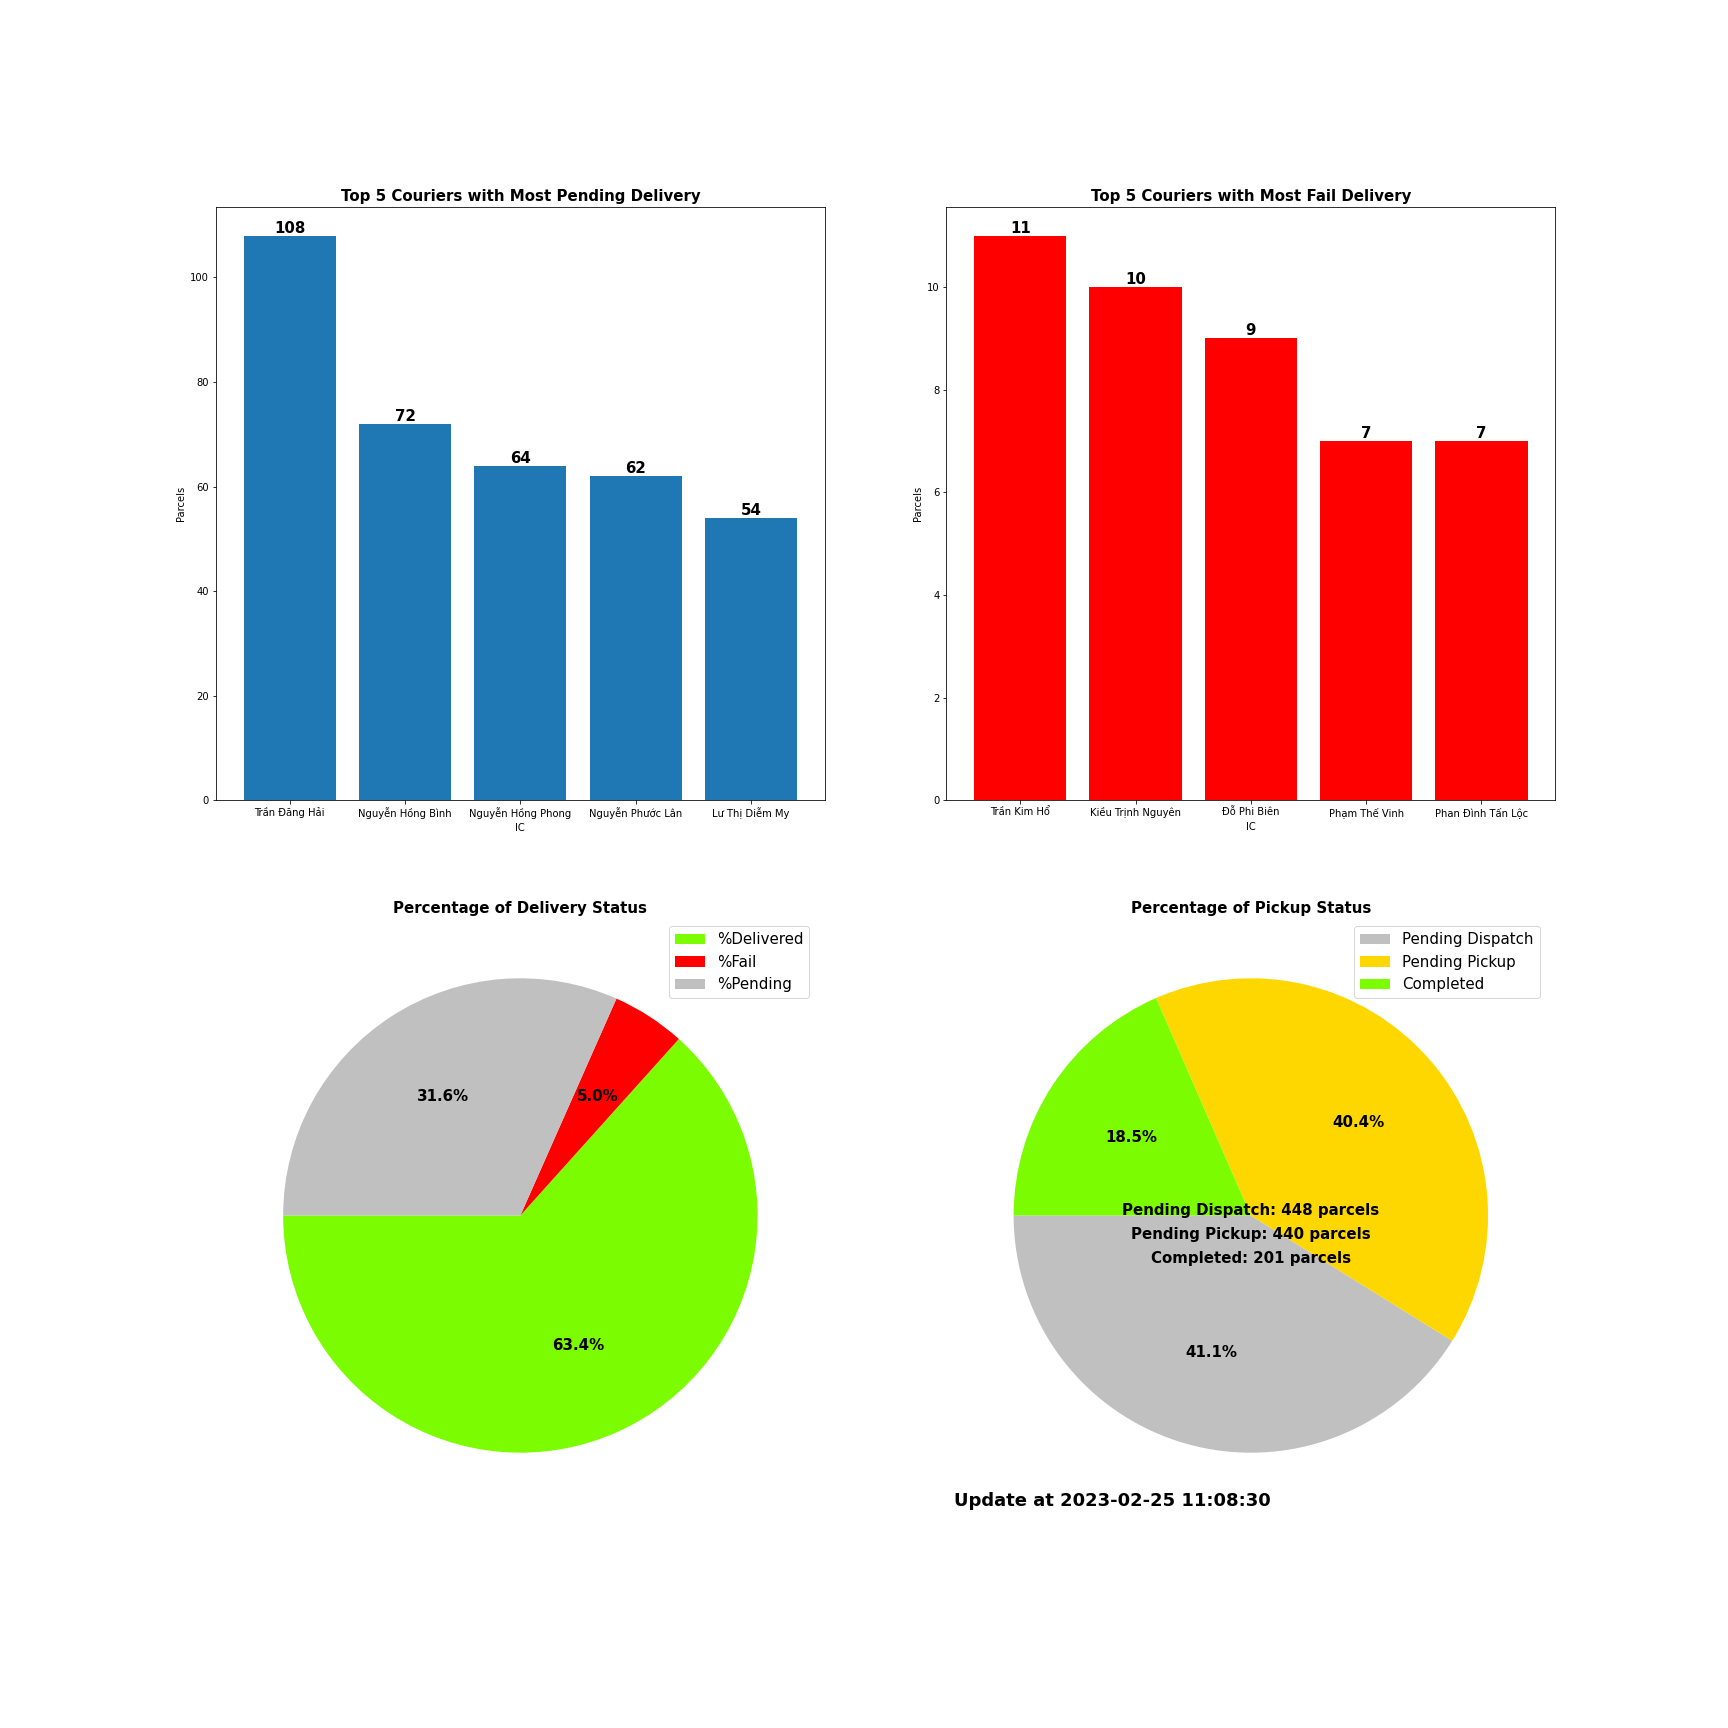 Top 5 Couriers with Most Pending Delivery
108
72
64
62
54
100
80
60
40
20
0
Parcels
Trần Đăng Hải
Nguyễn Hồng Bình
Nguyễn Hồng Phong
Nguyễn Phước Lân
Lư Thị Diễm My
IC
Top 5 Couriers with Most Fail Delivery
11
10
9
7
7
10
8
6
4
2
0
Parcels
Trần Kim Hổ
Kiều Trịnh Nguyên
Đỗ Phi Biên
Phạm Thế Vinh
Phan Đình Tấn Lộc
IC
Percentage of Delivery Status
%Delivered
%Fail
%Pending
31.6%
5.0%
63.4%
Percentage of Pickup Status
Pending Dispatch
Pending Pickup
Completed
40.4%
18.5%
Pending Dispatch: 448 parcels
Pending Pickup: 440 parcels
Completed: 201 parcels
41.1%
Update at 2023-02-25 11:08:30